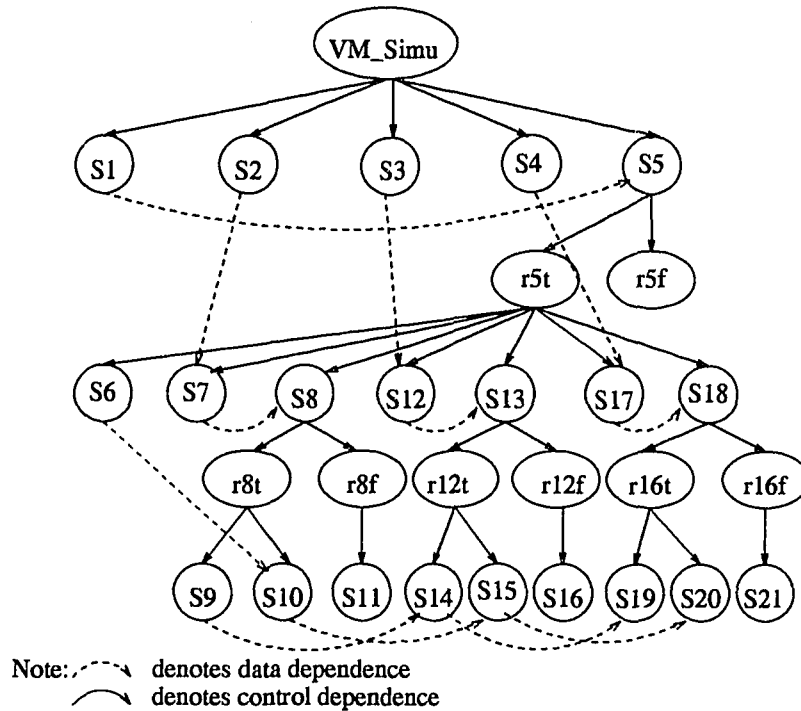 VM_Simu
S1 S2 S3 S4 S5
r5t r5f
S6 S7 S8 S12 S13 S17 S18
r8t r8f r12t r12f r16t r16f
S9 S10 S11 S14 S15 S16 S19 S20 S21
Note: denotes data dependence
denotes control dependence